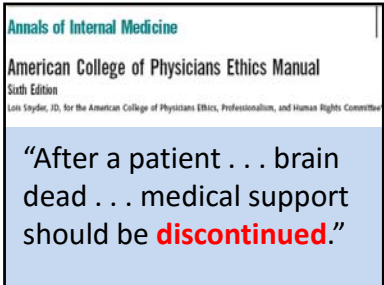 Annals of Internal Medicine
American College of Physicians Ethics Manual
Sixth Edition
Lois Snyder, JD, for the American College of Physicians Ethics, Professionalism, and Human Rights Committee*
“After a patient . . . brain
dead . . . medical support
should be discontinued.”